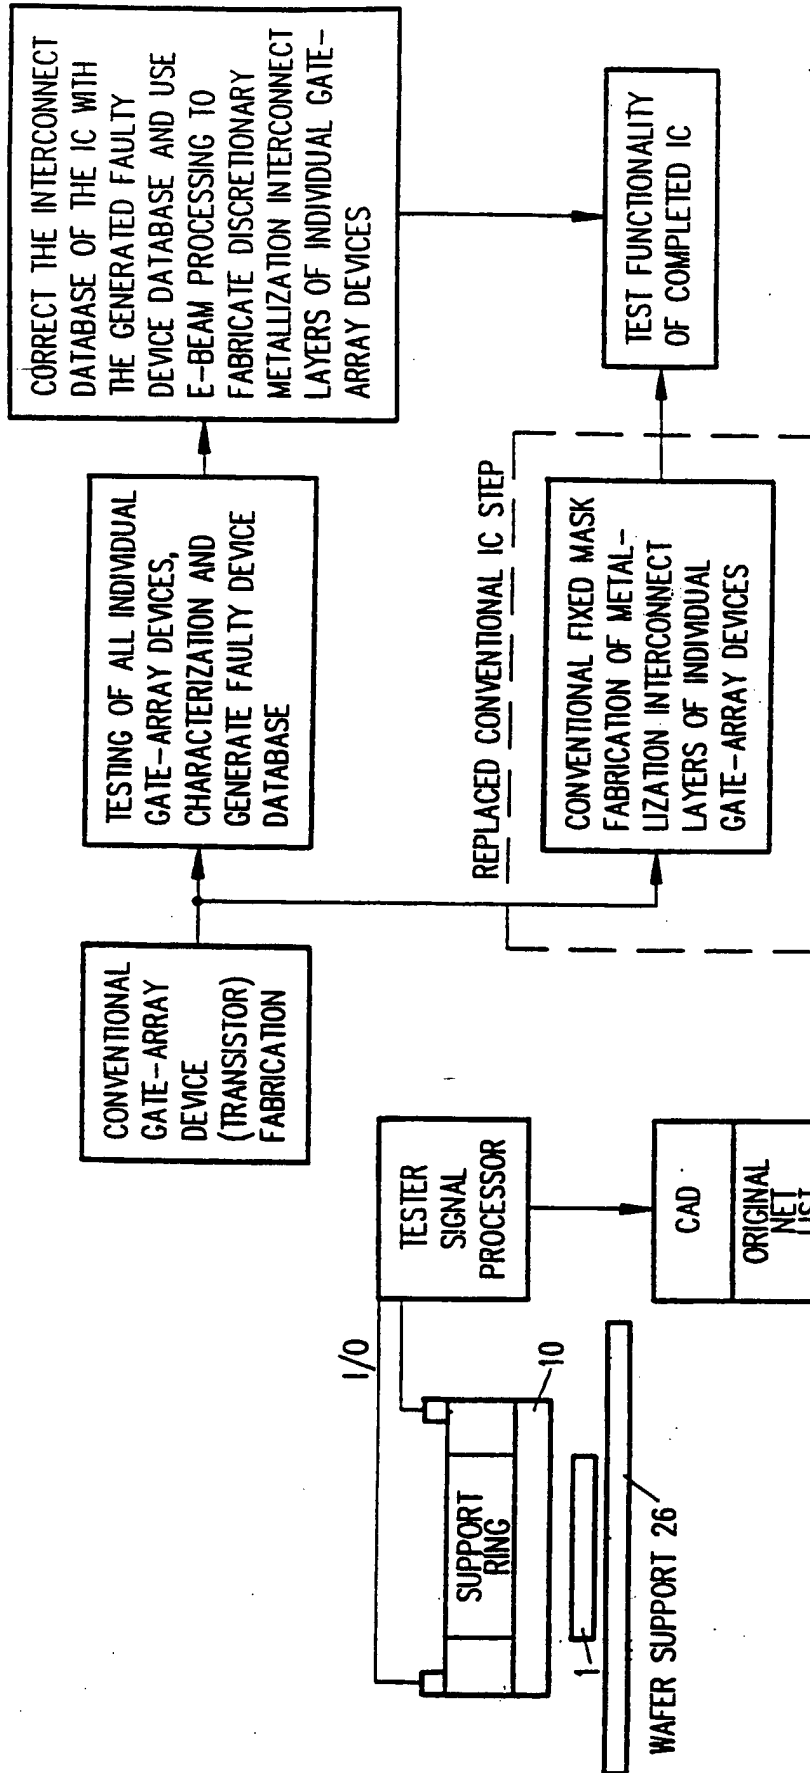 CONVENTIONAL
GATE-ARRAY
DEVICE
(TRANSISTOR)
FABRICATION
TESTING OF ALL INDIVIDUAL
GATE-ARRAY DEVICES,
CHARACTERIZATION AND
GENERATE FAULTY DEVICE
DATABASE
CORRECT THE INTERCONNECT
DATABASE OF THE IC WITH
THE GENERATED FAULTY
DEVICE DATABASE AND USE
E-BEAM PROCESSING TO
FABRICATE DISCRETIONARY
METALLIZATION INTERCONNECT
LAYERS OF INDIVIDUAL GATE-
ARRAY DEVICES
REPLACED CONVENTIONAL IC STEP
CONVENTIONAL FIXED MASK
FABRICATION OF METAL-
LIZATION INTERCONNECT
LAYERS OF INDIVIDUAL
GATE-ARRAY DEVICES
TEST FUNCTIONALITY
OF COMPLETED IC
I/O
TESTER
SIGNAL
PROCESSOR
SUPPORT
RING
10
1
WAFER SUPPORT 26
CAD
ORIGINAL
NET
LIST